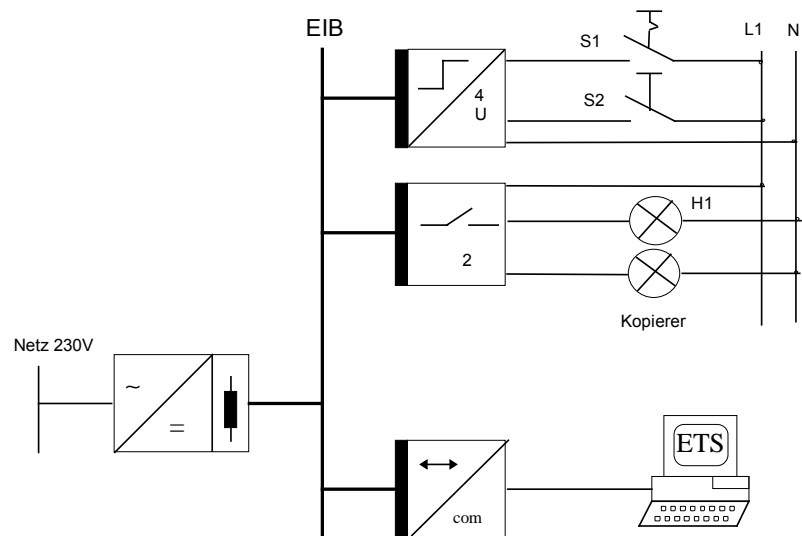 EIB
L1
N
S1
4
U
S2
H1
2
Kopierer
Netz 230V
~
=
ETS
com